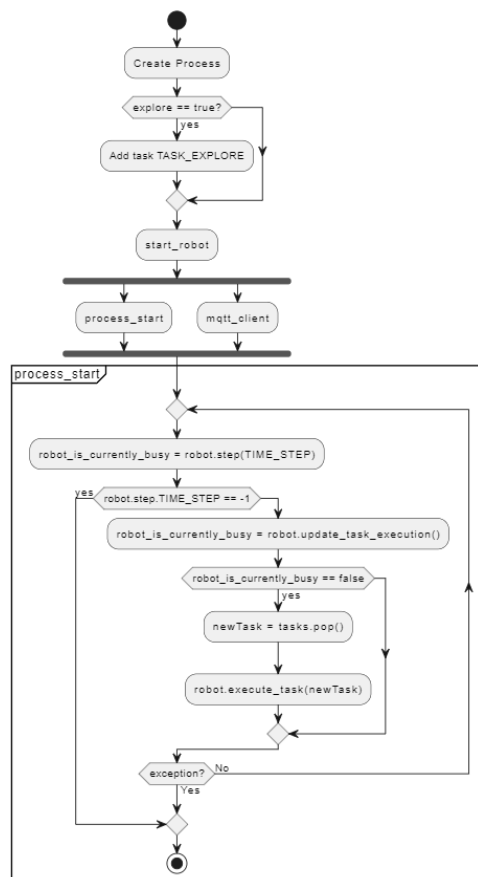 Create Process
explore == true?
yes
Add task TASK_EXPLORE
start_robot
process_start
mqtt_client
process_start
robot_is_currently_busy = robot.step(TIME_STEP)
yes
robot.step.TIME_STEP == -1
robot_is_currently_busy = robot.update_task_execution()
robot_is_currently_busy == false
yes
newTask = tasks.pop()
robot.execute_task(newTask)
exception?
No
Yes